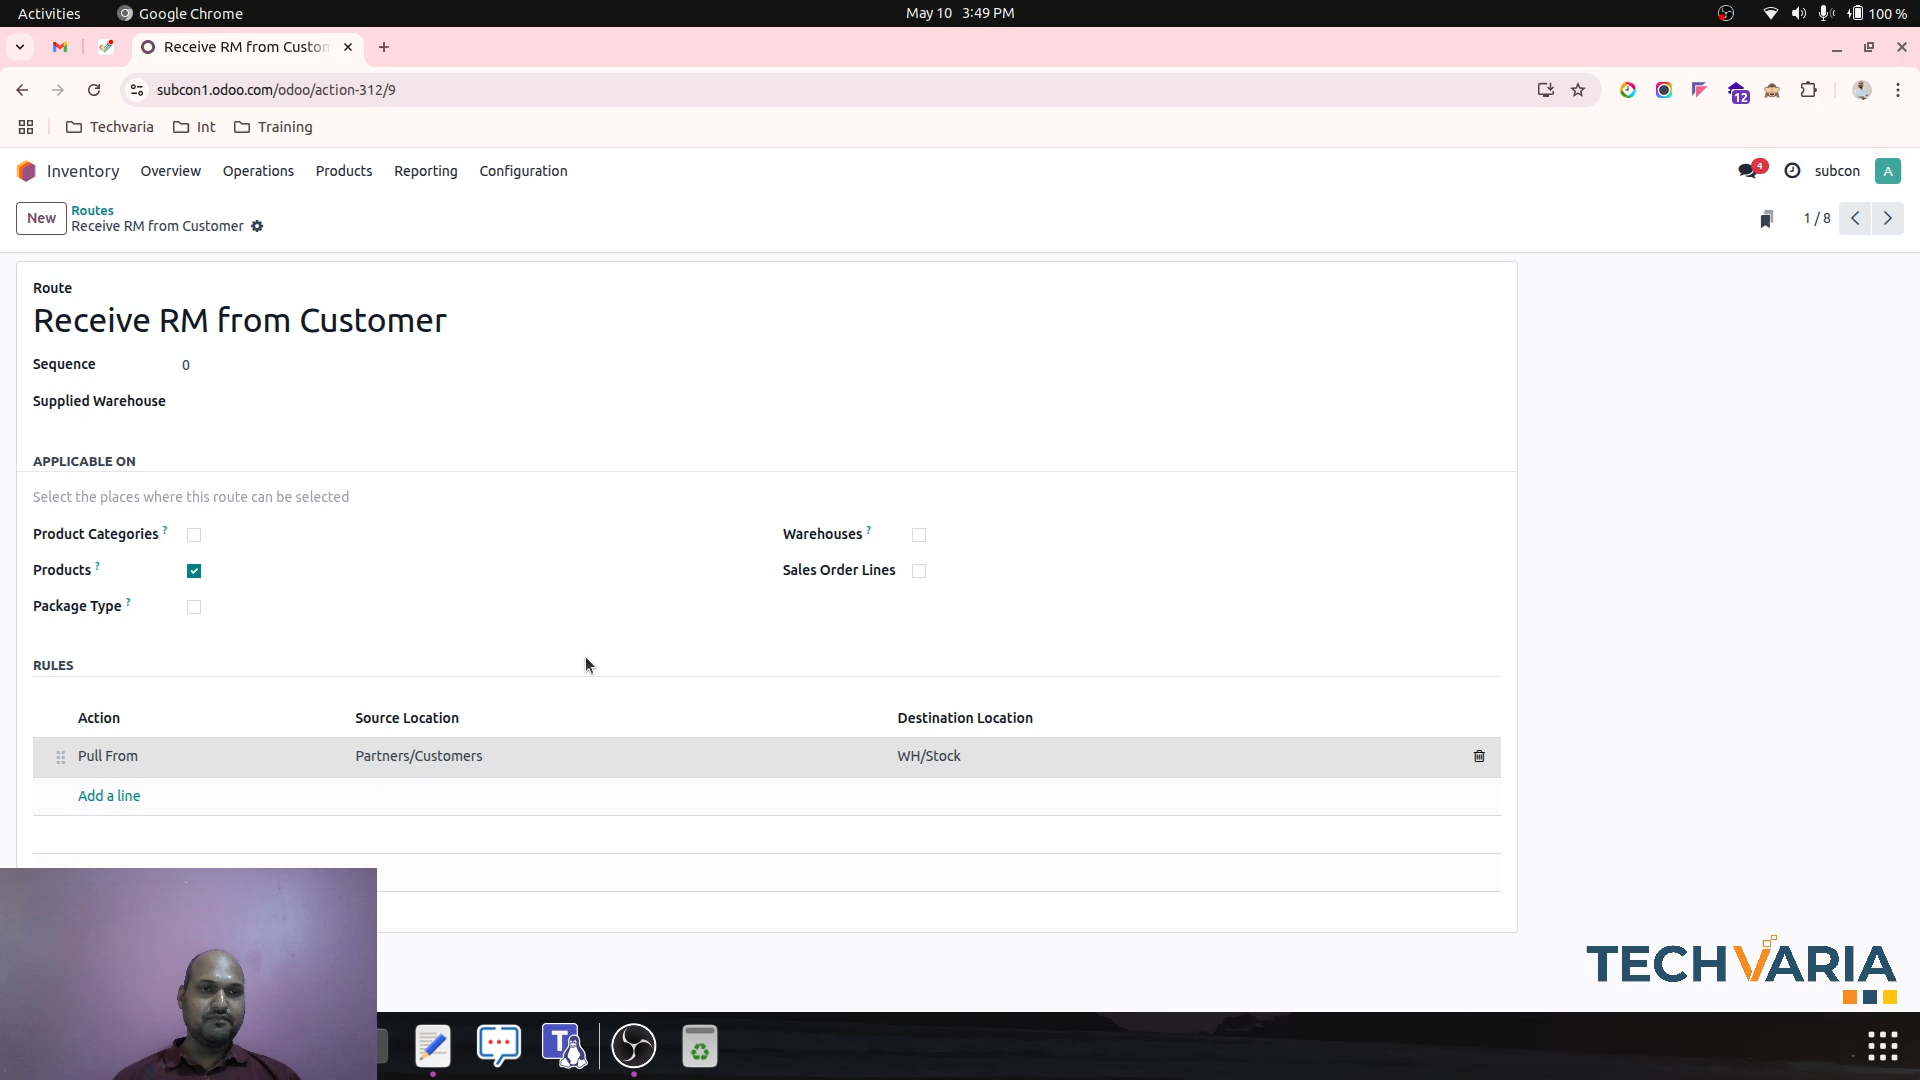 Activities
Google Chrome
May 10 3:49 PM
100 %
Receive RM from Custom
subcon1.odoo.com/odoo/action-312/9
12
Techvaria
Int
Training
Inventory
Overview
Operations
Products
Reporting
Configuration
4
subcon
A
New
Routes
Receive RM from Customer
1 / 8
Route
Receive RM from Customer
Sequence
0
Supplied Warehouse
APPLICABLE ON
Select the places where this route can be selected
Product Categories ?
Warehouses ?
Products ?
Sales Order Lines
Package Type ?
RULES
Action
Source Location
Destination Location
Pull From
Partners/Customers
WH/Stock
Add a line
TECHVARIA
T